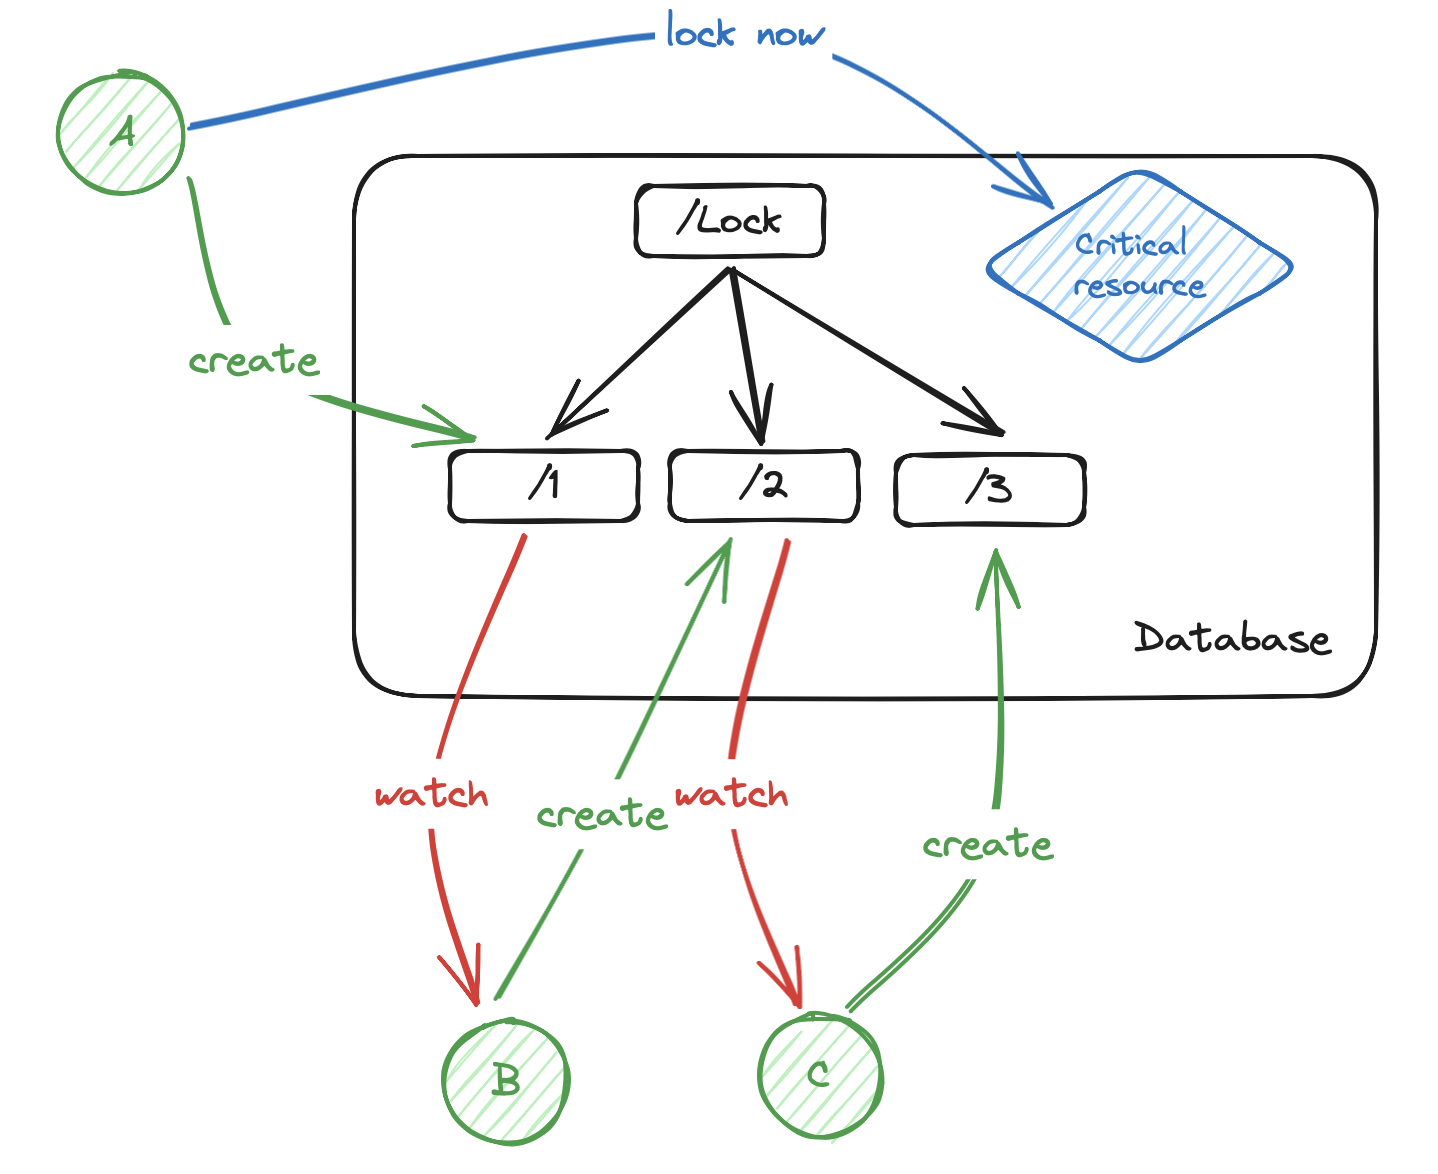 lock now
A
/Lock
Critical
resource
create
/1
/2
/3
Database
watch
create
watch
create
B
C